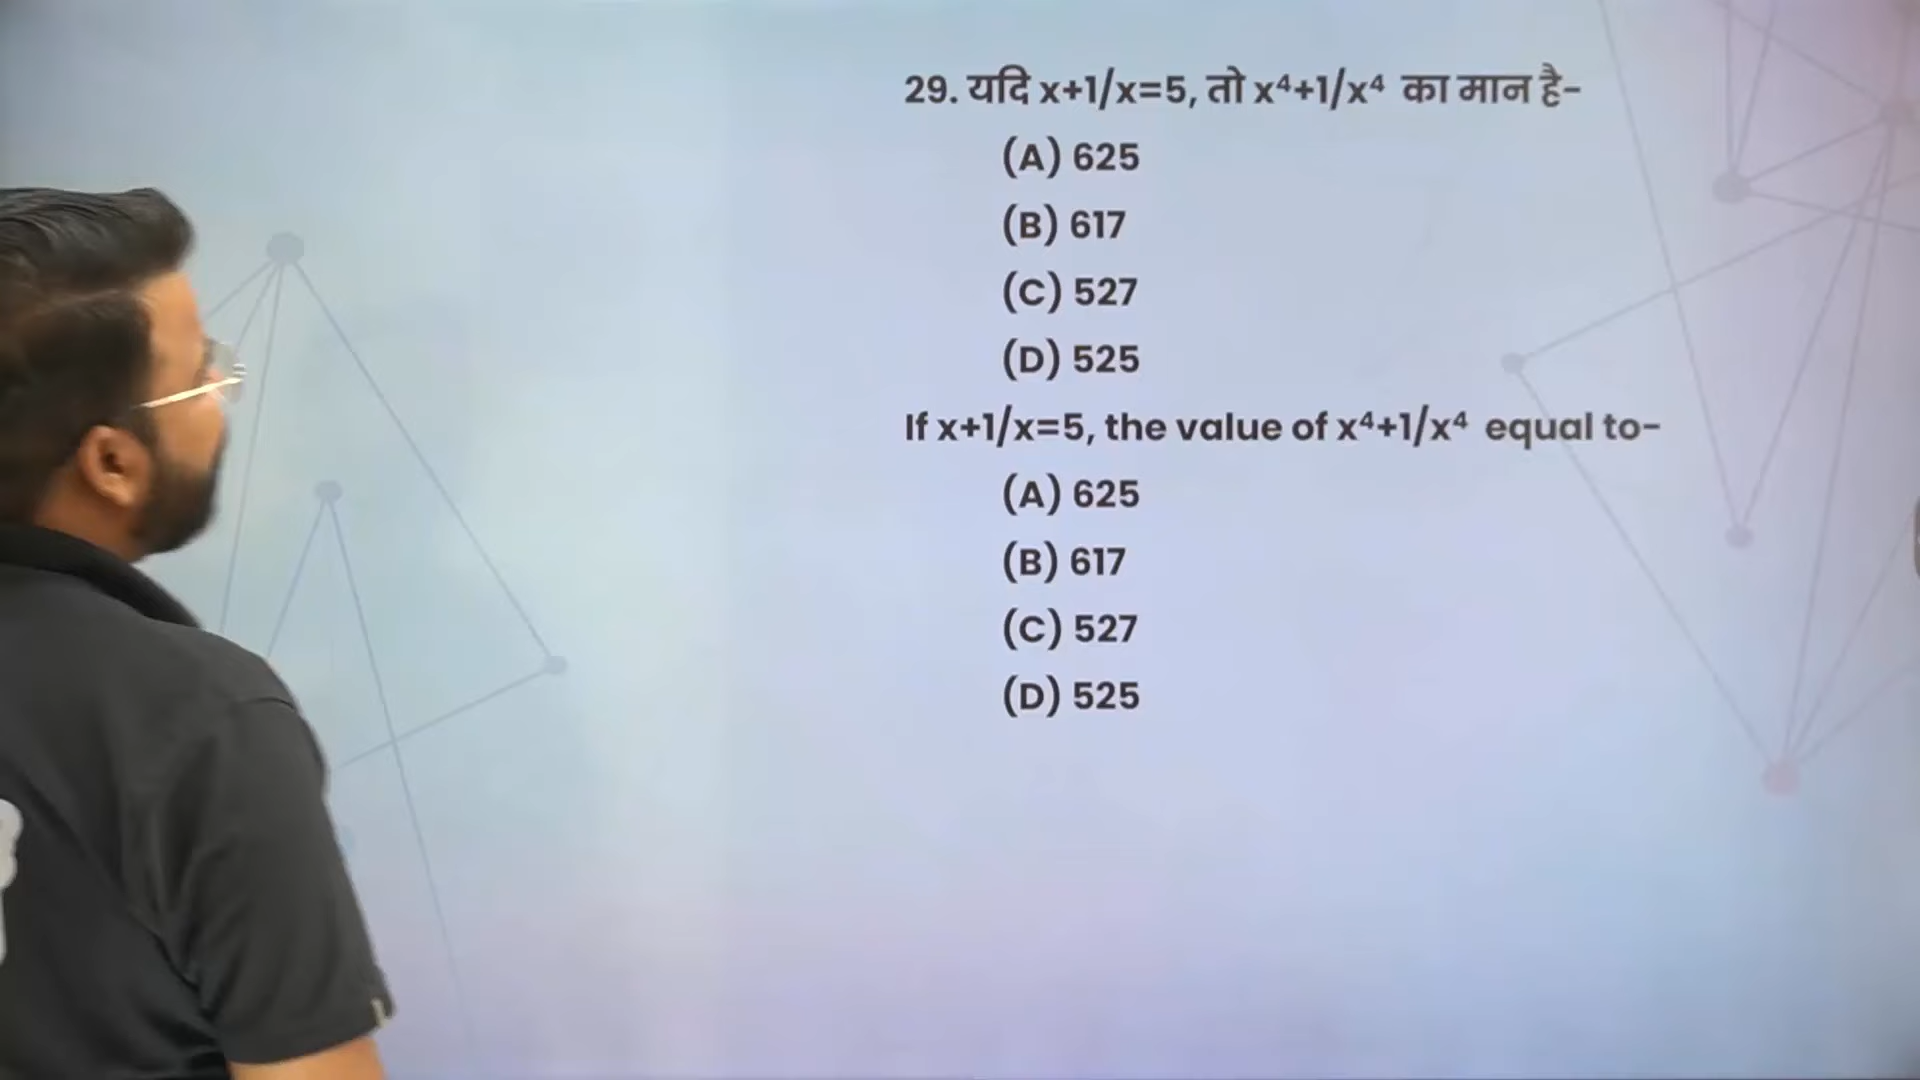 29. यदि x+1/x=5, तो x⁴+1/x⁴ का मान है-
(A) 625
(B) 617
(C) 527
(D) 525
If x+1/x=5, the value of x⁴+1/x⁴ equal to-
(A) 625
(B) 617
(C) 527
(D) 525